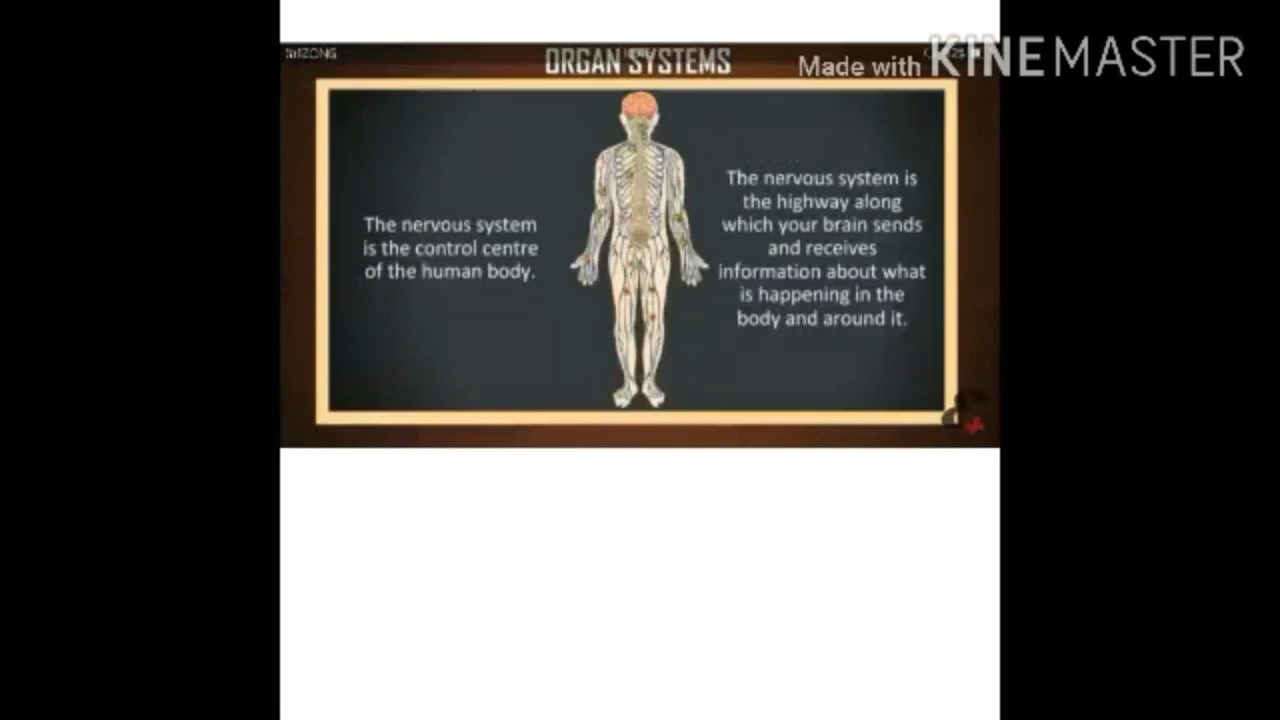 ZONG
ORGAN SYSTEMS
Made with KINEMASTER
The nervous system
is the control centre
of the human body.
The nervous system is
the highway along
which your brain sends
and receives
information about what
is happening in the
body and around it.